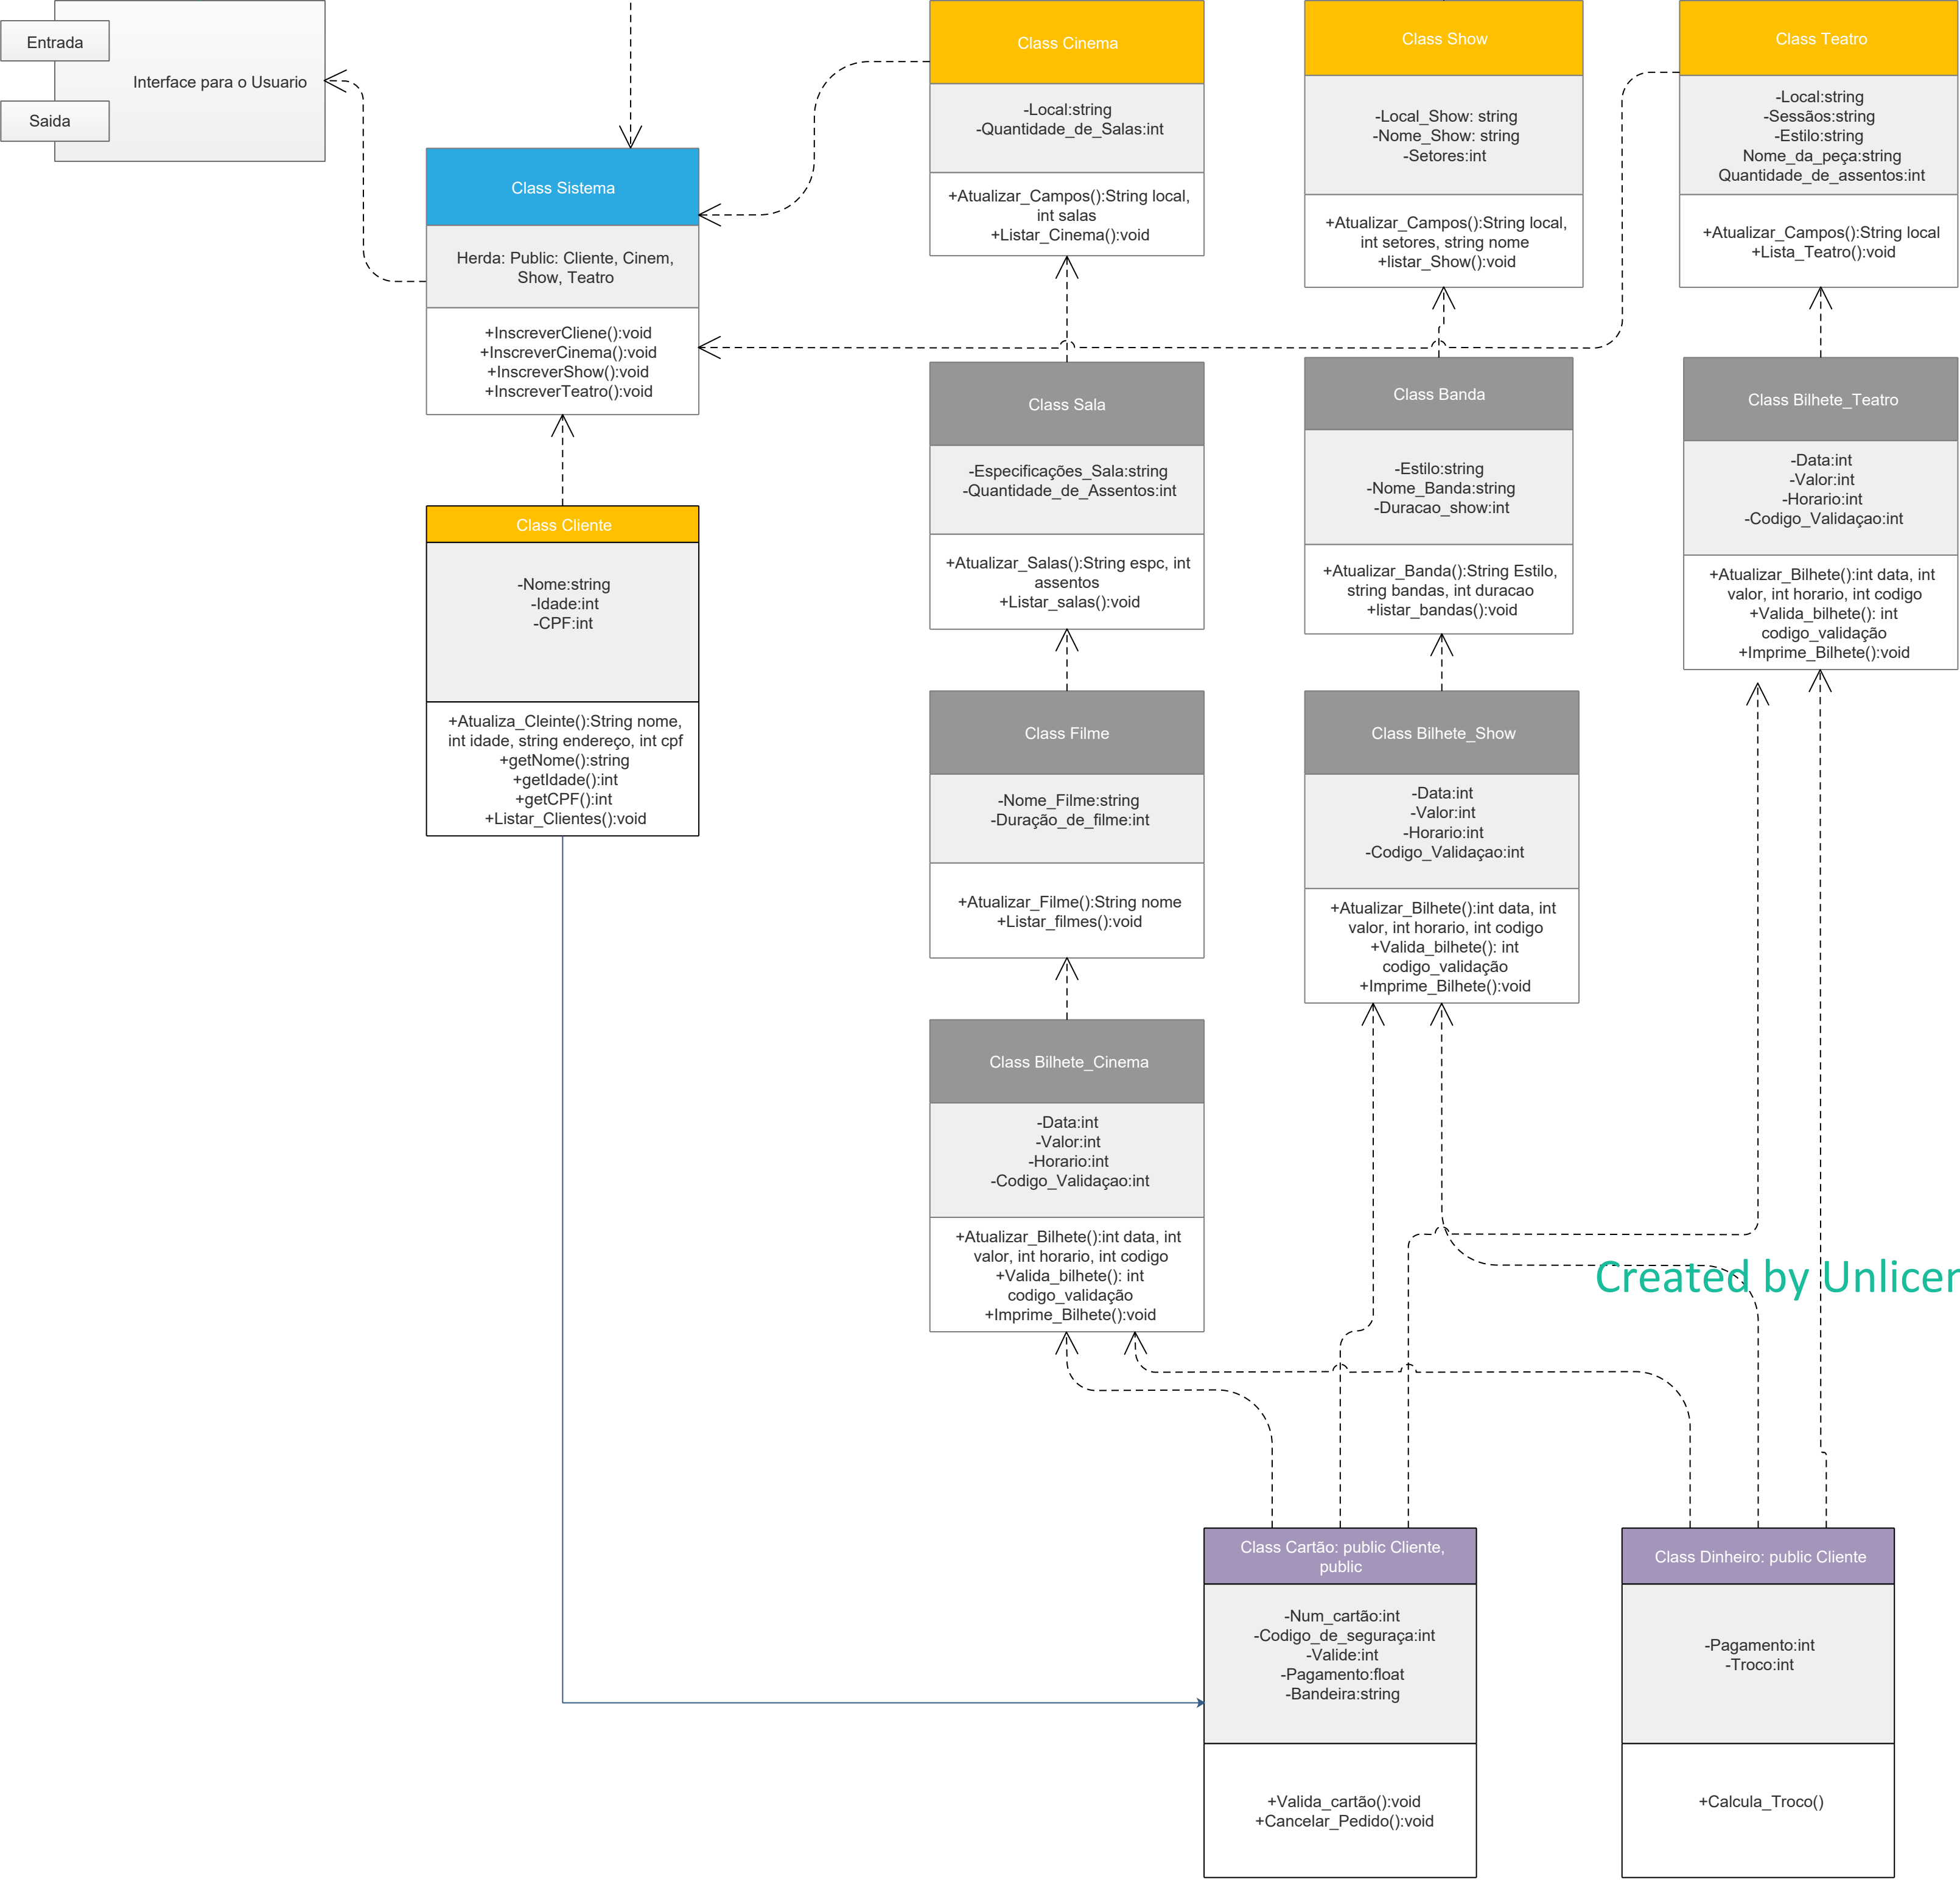 Entrada
Interface para o Usuario
Saida
Class Sistema
Herda: Public: Cliente, Cinem,
Show, Teatro
+InscreverCliene():void
+InscreverCinema():void
+InscreverShow():void
+InscreverTeatro():void
Class Cliente
-Nome:string
-Idade:int
-CPF:int
+Atualiza_Cleinte():String nome,
int idade, string endereço, int cpf
+getNome():string
+getIdade():int
+getCPF():int
+Listar_Clientes():void
Class Cinema
-Local:string
-Quantidade_de_Salas:int
+Atualizar_Campos():String local,
int salas
+Listar_Cinema():void
Class Sala
-Especificações_Sala:string
-Quantidade_de_Assentos:int
+Atualizar_Salas():String espc, int
assentos
+Listar_salas():void
Class Filme
-Nome_Filme:string
-Duração_de_filme:int
+Atualizar_Filme():String nome
+Listar_filmes():void
Class Bilhete_Cinema
-Data:int
-Valor:int
-Horario:int
-Codigo_Validaçao:int
+Atualizar_Bilhete():int data, int
valor, int horario, int codigo
+Valida_bilhete(): int
codigo_validação
+Imprime_Bilhete():void
Class Show
-Local_Show: string
-Nome_Show: string
-Setores:int
+Atualizar_Campos():String local,
int setores, string nome
+listar_Show():void
Class Banda
-Estilo:string
-Nome_Banda:string
-Duracao_show:int
+Atualizar_Banda():String Estilo,
string bandas, int duracao
+listar_bandas():void
Class Bilhete_Show
-Data:int
-Valor:int
-Horario:int
-Codigo_Validaçao:int
+Atualizar_Bilhete():int data, int
valor, int horario, int codigo
+Valida_bilhete(): int
codigo_validação
+Imprime_Bilhete():void
Class Teatro
-Local:string
-Sessãos:string
-Estilo:string
Nome_da_peça:string
Quantidade_de_assentos:int
+Atualizar_Campos():String local
+Lista_Teatro():void
Class Bilhete_Teatro
-Data:int
-Valor:int
-Horario:int
-Codigo_Validaçao:int
+Atualizar_Bilhete():int data, int
valor, int horario, int codigo
+Valida_bilhete(): int
codigo_validação
+Imprime_Bilhete():void
Created by Unlicen
Class Cartão: public Cliente,
public
-Num_cartão:int
-Codigo_de_seguraça:int
-Valide:int
-Pagamento:float
-Bandeira:string
+Valida_cartão():void
+Cancelar_Pedido():void
Class Dinheiro: public Cliente
-Pagamento:int
-Troco:int
+Calcula_Troco()